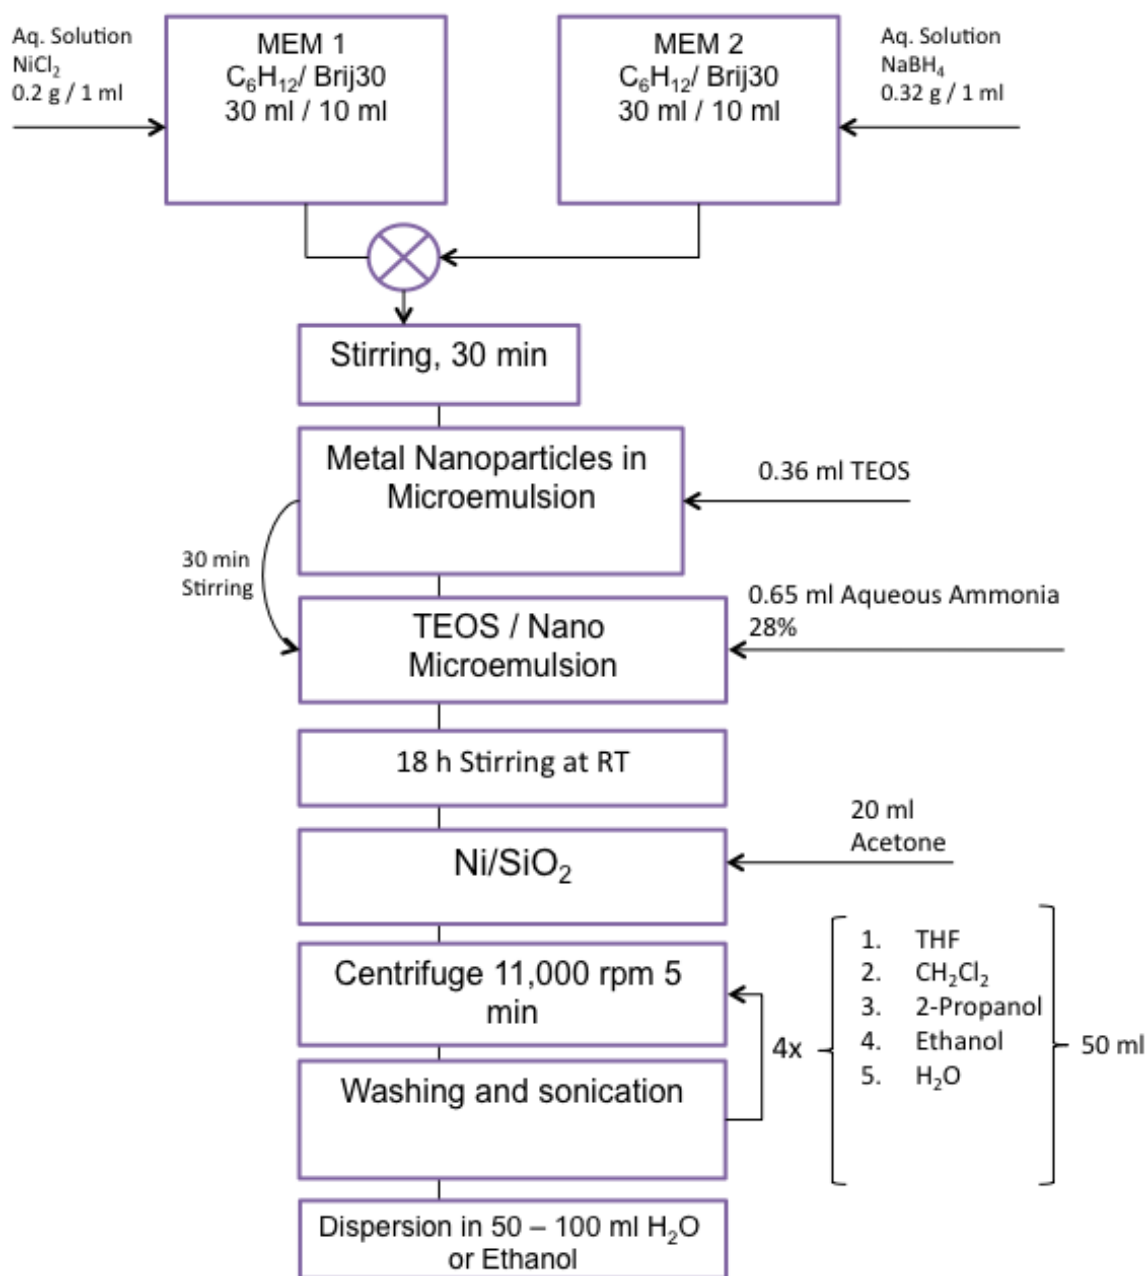 Aq. Solution
NiCl₂
0.2 g / 1 ml
MEM 1
C₆H₁₂/ Brij30
30 ml / 10 ml
MEM 2
C₆H₁₂/ Brij30
30 ml / 10 ml
Aq. Solution
NaBH₄
0.32 g / 1 ml
Stirring, 30 min
Metal Nanoparticles in
Microemulsion
0.36 ml TEOS
30 min
Stirring
TEOS / Nano
Microemulsion
0.65 ml Aqueous Ammonia
28%
18 h Stirring at RT
20 ml
Acetone
Ni/SiO₂
Centrifuge 11,000 rpm 5
min
Washing and sonication
4x
1. THF
2. CH₂Cl₂
3. 2-Propanol
4. Ethanol
5. H₂O
50 ml
Dispersion in 50 – 100 ml H₂O
or Ethanol